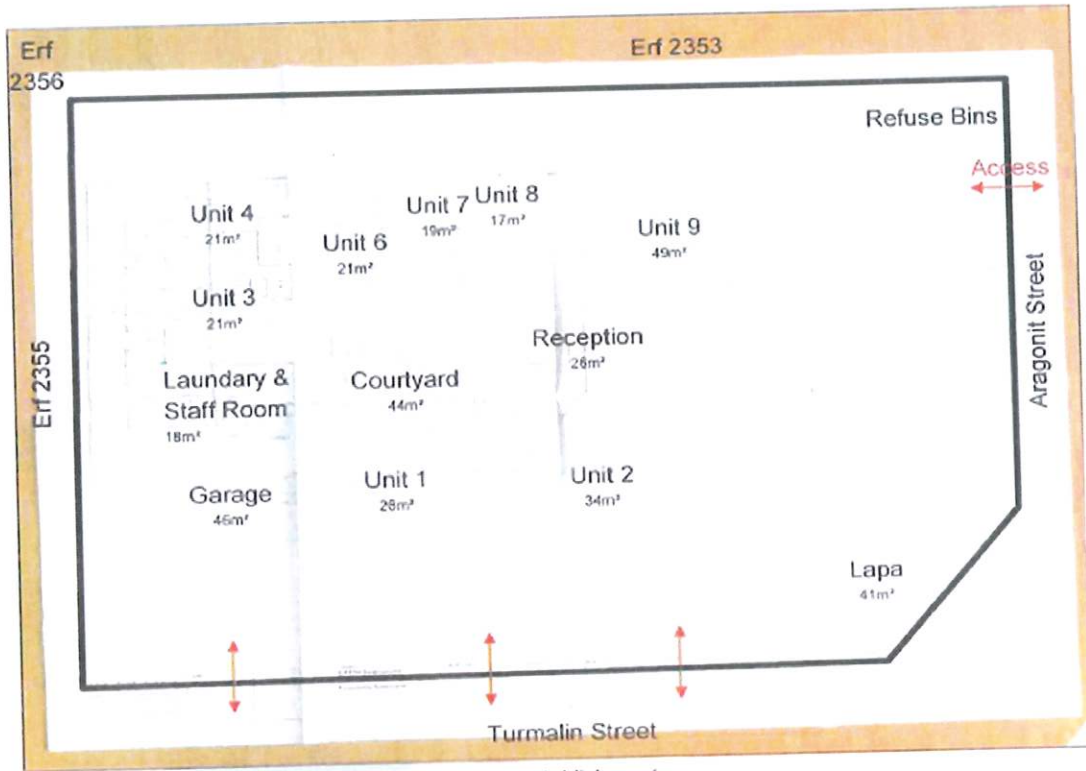 Erf
2356
Erf 2353
Refuse Bins
Access
Unit 4
21m²
Unit 7
19m²
Unit 8
17m²
Unit 6
21m²
Unit 9
49m²
Unit 3
21m²
Reception
26m²
Erf 2355
Aragonit Street
Laundary &
Staff Room
18m²
Courtyard
44m²
Unit 1
28m²
Unit 2
34m²
Garage
46m²
Lapa
41m²
Turmalin Street